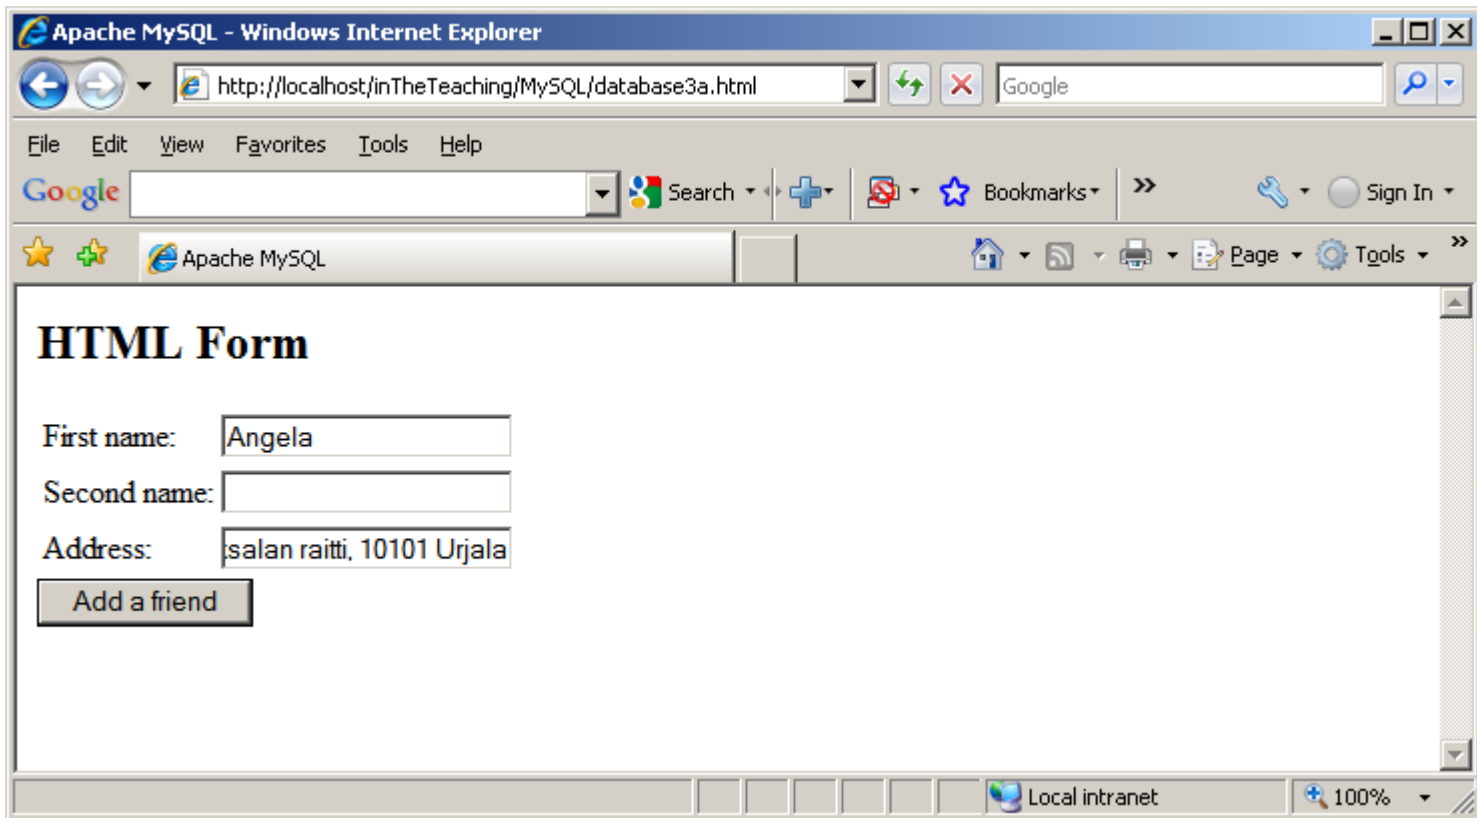 Apache MySQL - Windows Internet Explorer
http://localhost/inTheTeaching/MySQL/database3a.html Google
File Edit View Favorites Tools Help
Google Search Bookmarks Sign In
Apache MySQL Page Tools
HTML Form
First name: Angela
Second name:
Address: salan raitti, 10101 Urjala
Add a friend
Local intranet 100%